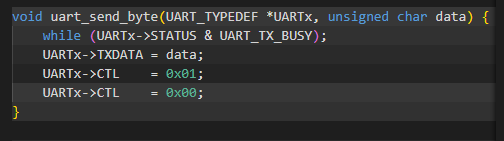 void uart_send_byte(UART_TYPEDEF *UARTx, unsigned char data) {
    while (UARTx->STATUS & UART_TX_BUSY);
    UARTx->TXDATA = data;
    UARTx->CTL    = 0x01;
    UARTx->CTL    = 0x00;
}